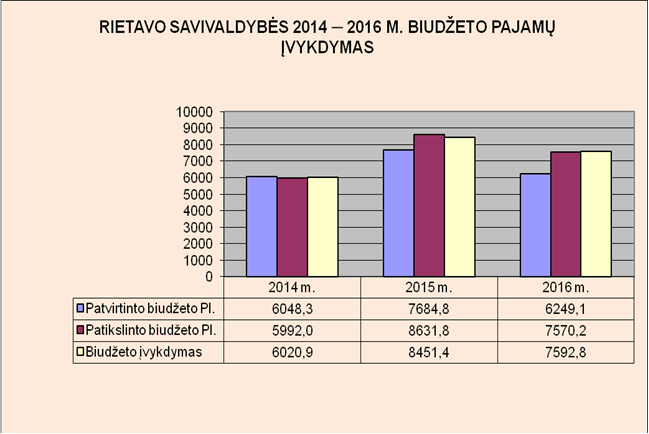 RIETAVO SAVIVALDYBĖS 2014 ─ 2016 M. BIUDŽETO PAJAMŲ
ĮVYKDYMAS
10000
9000
8000
7000
6000
5000
4000
3000
2000
1000
0
2014 m. 2015 m. 2016 m.
Patvirtinto biudžeto Pl. 6048,3 7684,8 6249,1
Patikslinto biudžeto Pl. 5992,0 8631,8 7570,2
Biudžeto įvykdymas 6020,9 8451,4 7592,8